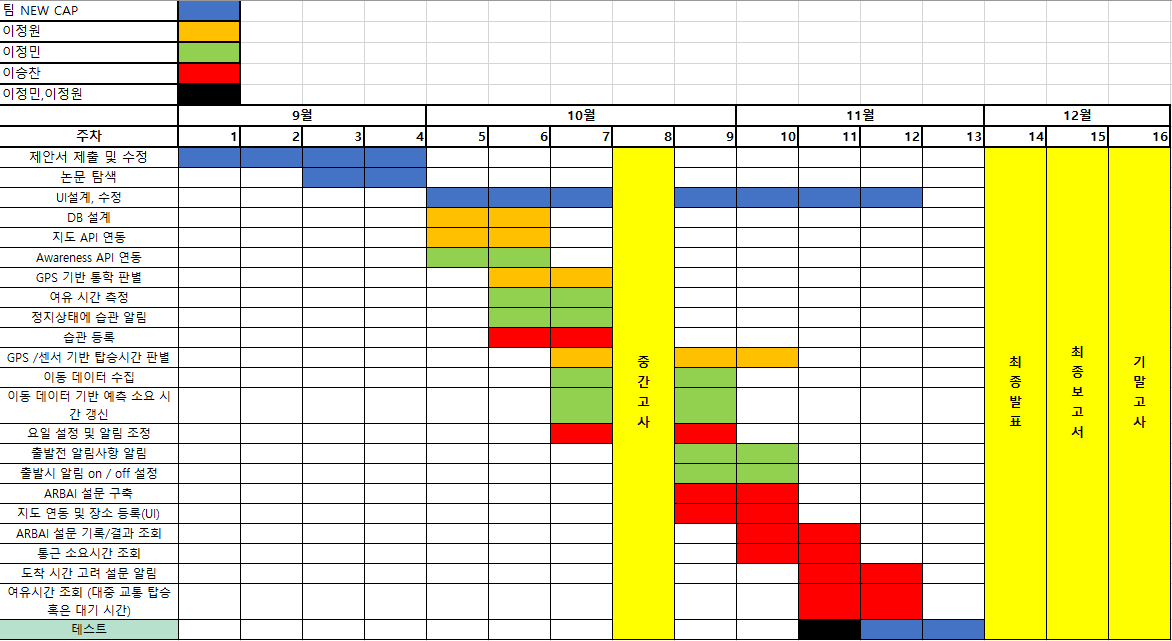 팀 NEW CAP
이정원
이정민
이승찬
이정민,이정원
9월 10월 11월 12월
주차 1 2 3 4 5 6 7 8 9 10 11 12 13 14 15 16
제안서 제출 및 수정
논문 탐색
UI설계, 수정
DB 설계
지도 API 연동
Awareness API 연동
GPS 기반 통학 판별
여유 시간 측정
정지상태에 습관 알림
습관 등록
GPS /센서 기반 탑승시간 판별
이동 데이터 수집
이동 데이터 기반 예측 소요 시
간 갱신
요일 설정 및 알림 조정
출발전 알림사항 알림
출발시 알림 on / off 설정
ARBAI 설문 구축
지도 연동 및 장소 등록(UI)
ARBAI 설문 기록/결과 조회
통근 소요시간 조회
도착 시간 고려 설문 알림
여유시간 조회 (대중 교통 탑승
혹은 대기 시간)
테스트
중간고사
최종발표
최종보고서
기말고사